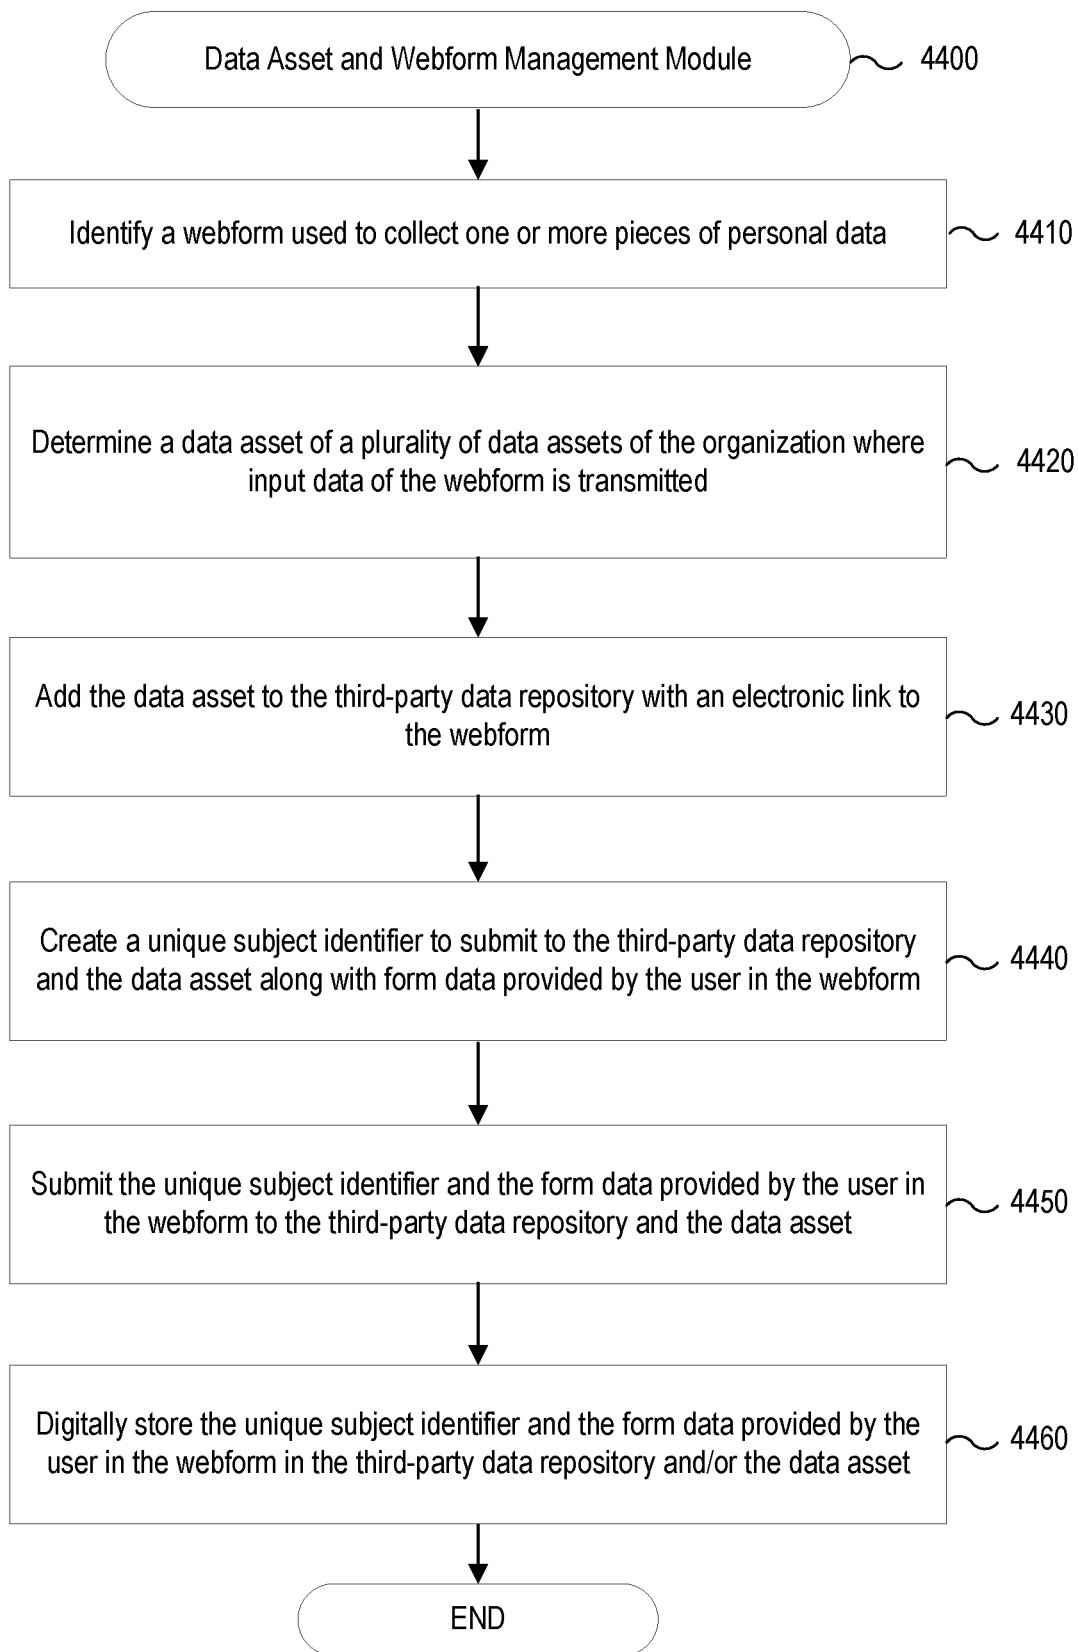 Data Asset and Webform Management Module
4400
Identify a webform used to collect one or more pieces of personal data
4410
Determine a data asset of a plurality of data assets of the organization where
input data of the webform is transmitted
4420
Add the data asset to the third-party data repository with an electronic link to
the webform
4430
Create a unique subject identifier to submit to the third-party data repository
and the data asset along with form data provided by the user in the webform
4440
Submit the unique subject identifier and the form data provided by the user in
the webform to the third-party data repository and the data asset
4450
Digitally store the unique subject identifier and the form data provided by the
user in the webform in the third-party data repository and/or the data asset
4460
END